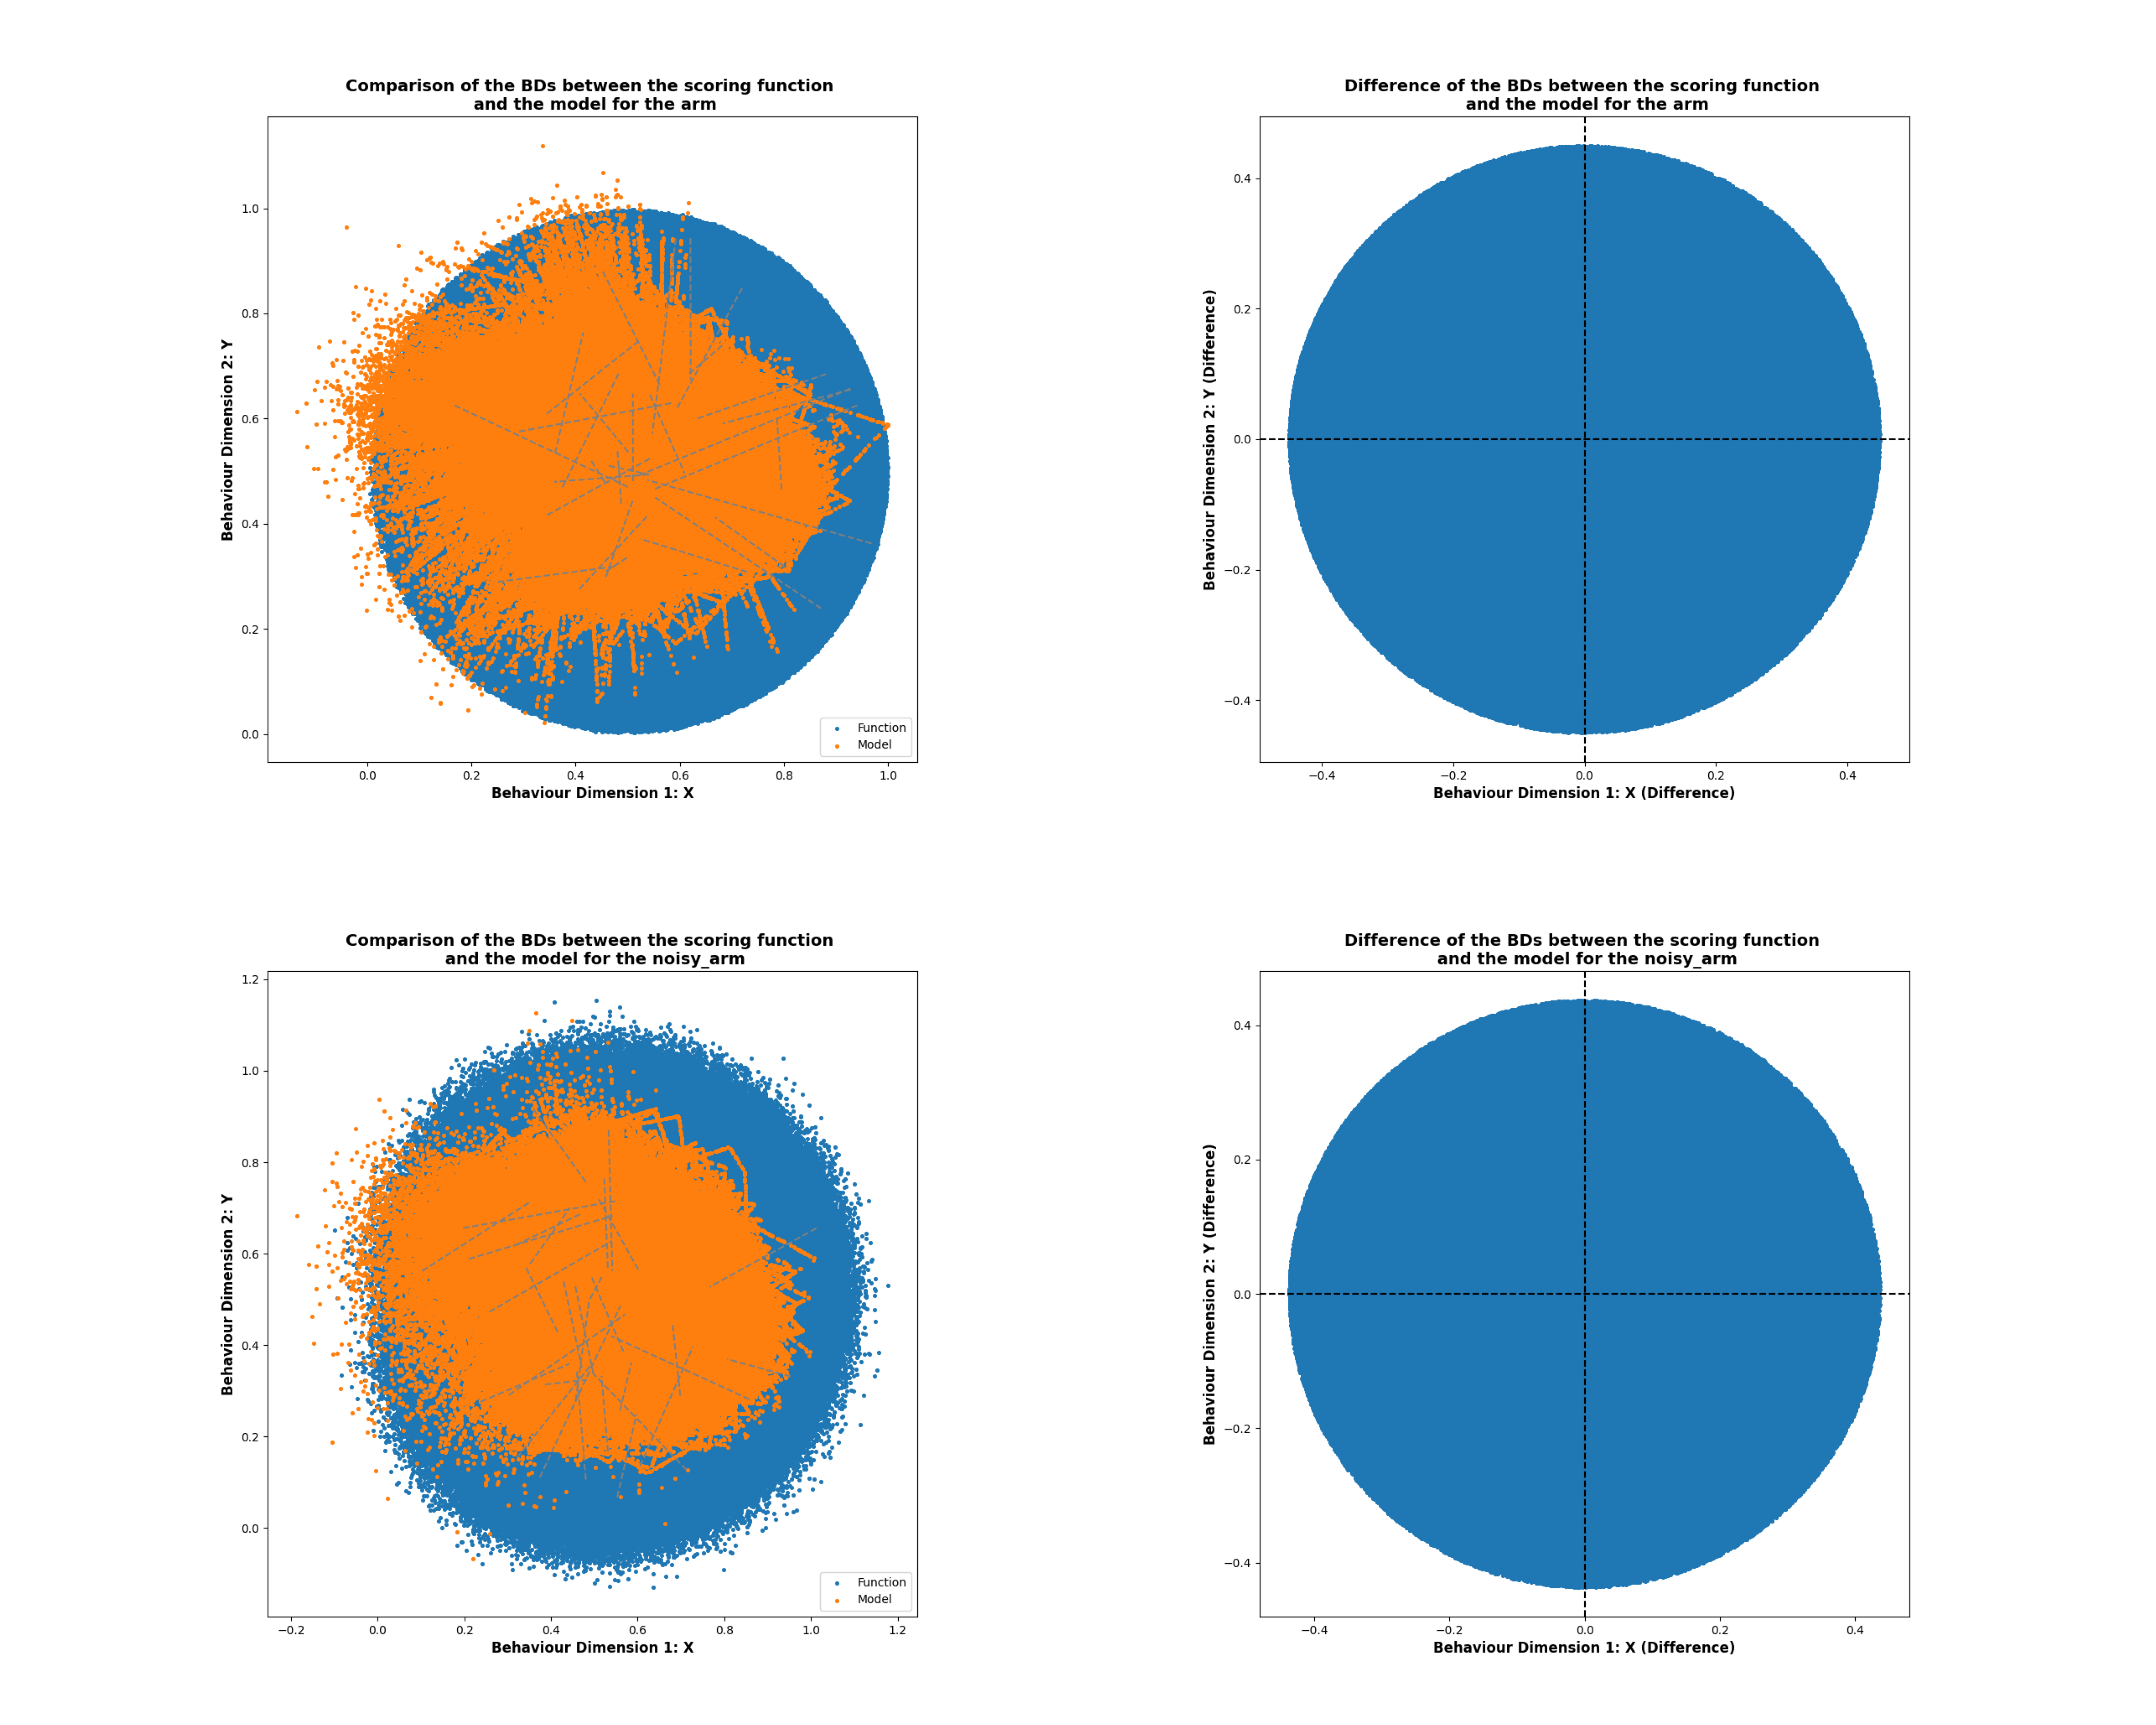 Comparison of the BDs between the scoring function
and the model for the arm
Behaviour Dimension 2: Y
1.0
0.8
0.6
0.4
0.2
0.0
0.0 0.2 0.4 0.6 0.8 1.0
Behaviour Dimension 1: X
Function
Model
Difference of the BDs between the scoring function
and the model for the arm
Behaviour Dimension 2: Y (Difference)
0.4
0.2
0.0
−0.2
−0.4
−0.4 −0.2 0.0 0.2 0.4
Behaviour Dimension 1: X (Difference)
Comparison of the BDs between the scoring function
and the model for the noisy_arm
Behaviour Dimension 2: Y
1.2
1.0
0.8
0.6
0.4
0.2
0.0
−0.2 0.0 0.2 0.4 0.6 0.8 1.0 1.2
Behaviour Dimension 1: X
Function
Model
Difference of the BDs between the scoring function
and the model for the noisy_arm
Behaviour Dimension 2: Y (Difference)
0.4
0.2
0.0
−0.2
−0.4
−0.4 −0.2 0.0 0.2 0.4
Behaviour Dimension 1: X (Difference)